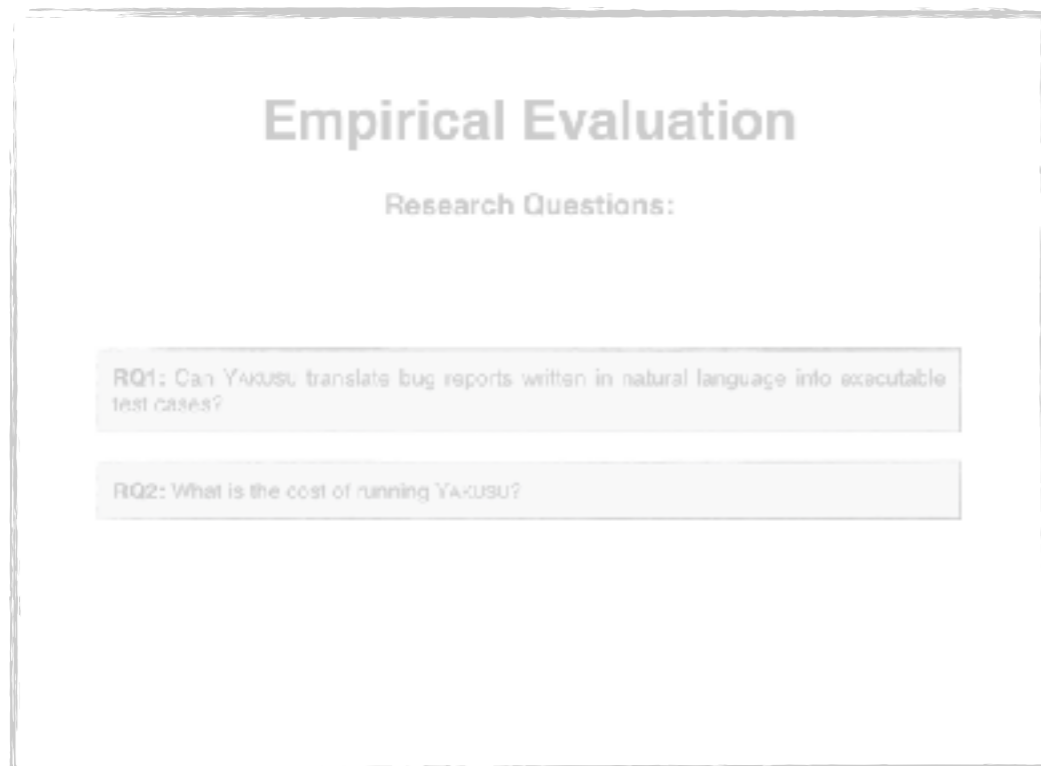 Empirical Evaluation
Research Questions:
RQ1: Can YAKUSU translate bug reports written in natural language into executable
test cases?
RQ2: What is the cost of running YAKUSU?